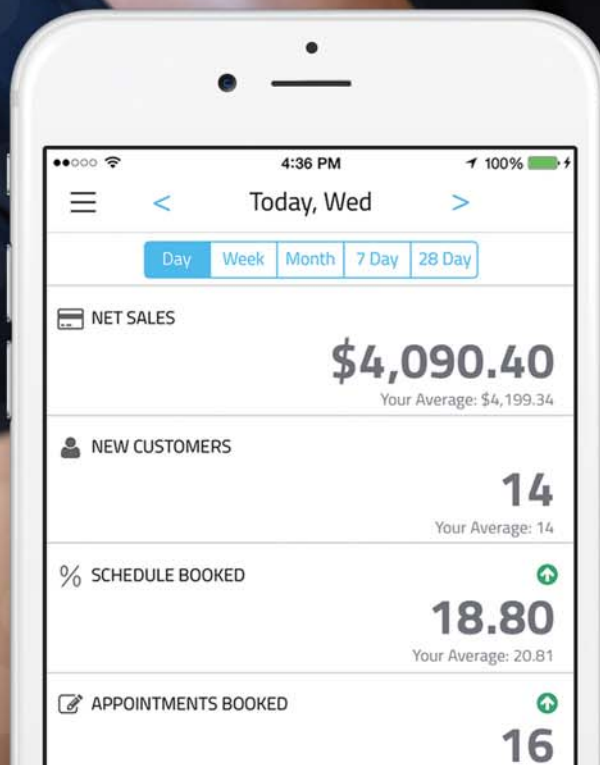 4:36 PM
100%
< Today, Wed >
Day Week Month 7 Day 28 Day
NET SALES
$4,090.40
Your Average: $4,199.34
NEW CUSTOMERS
14
Your Average: 14
% SCHEDULE BOOKED
18.80
Your Average: 20.81
APPOINTMENTS BOOKED
16